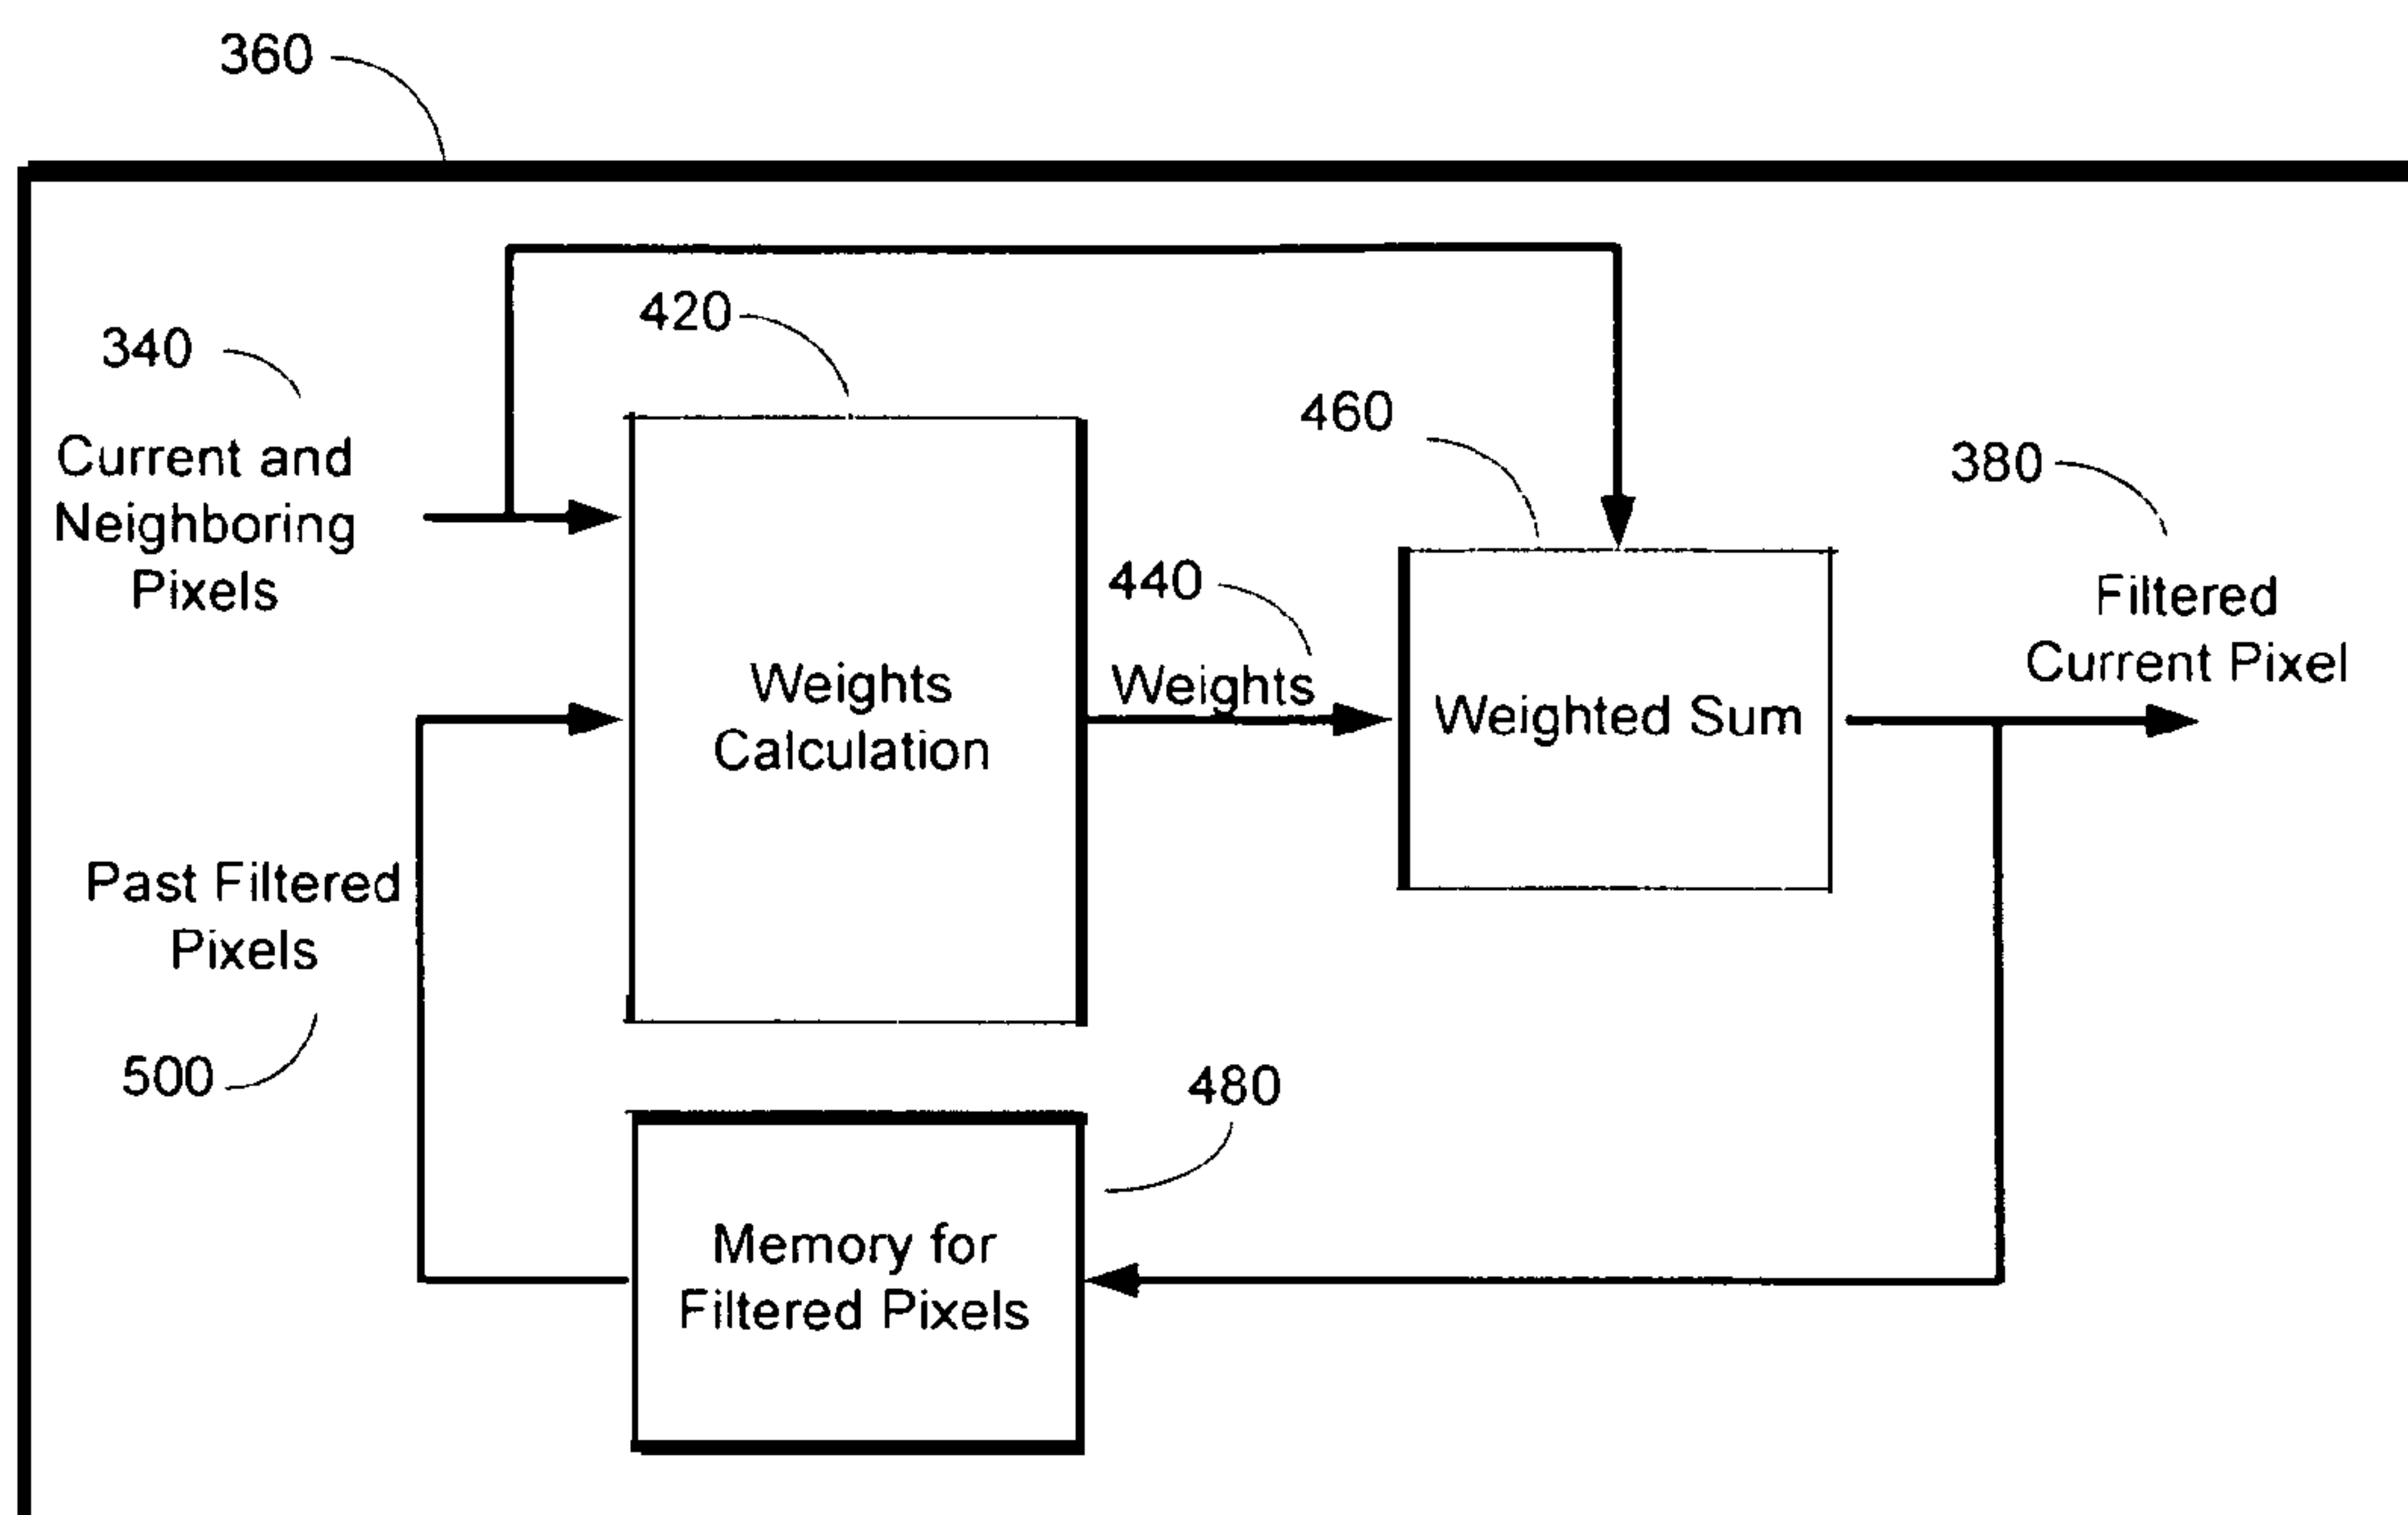 360
420
340
460
380
Current and
Neighboring
Pixels
440
Weights
Filtered
Current Pixel
Weights
Calculation
Weighted Sum
Past Filtered
Pixels
500
480
Memory for
Filtered Pixels